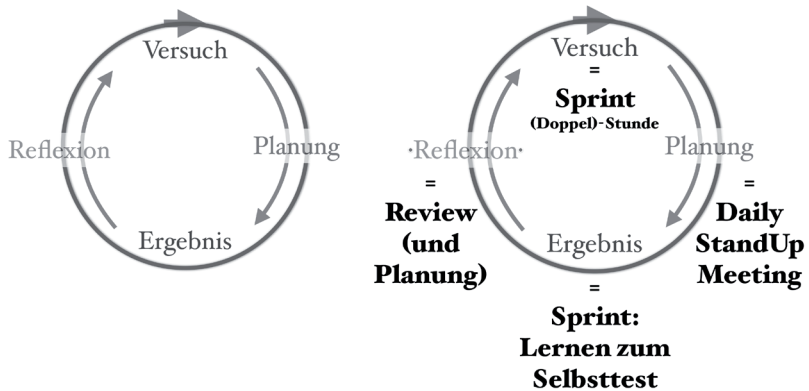 Versuch
Reflexion
Planung
Ergebnis
Versuch
=
Sprint
(Doppel)-Stunde
·Reflexion·
=
Review
(und
Planung)
Planung
=
Daily
StandUp
Meeting
Ergebnis
=
Sprint:
Lernen zum
Selbsttest